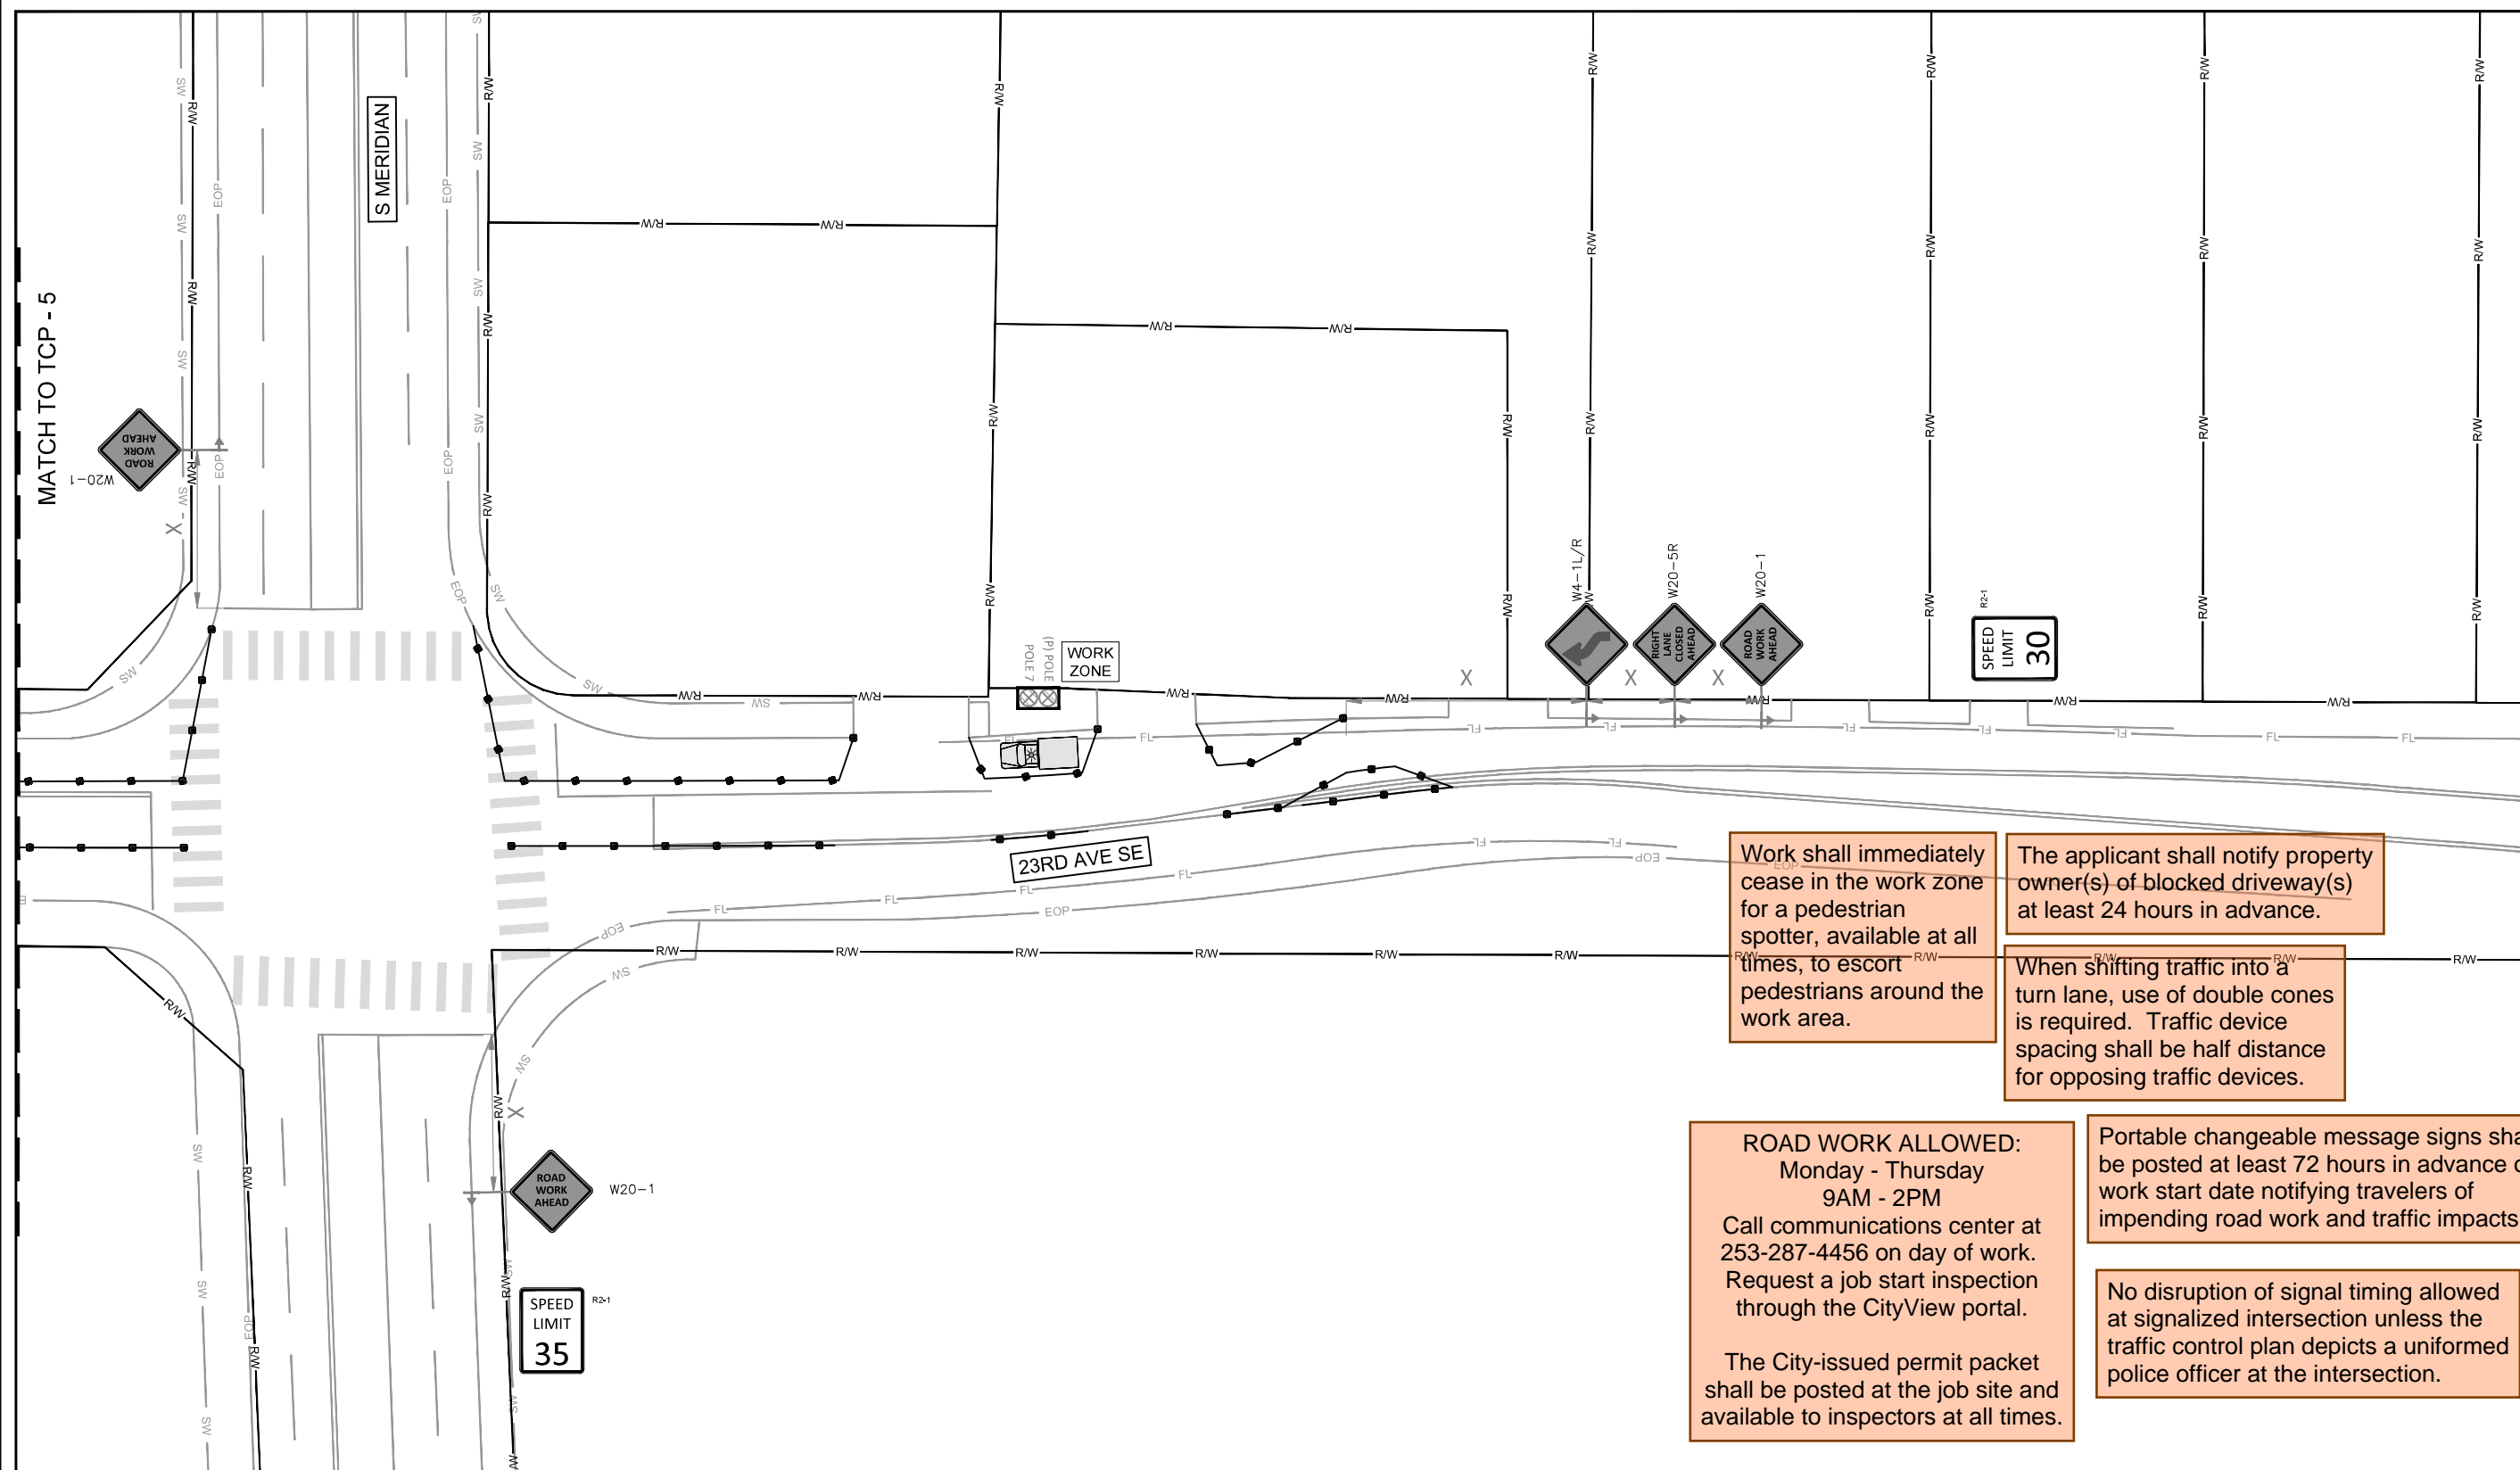 S MERIDIAN
MATCH TO TCP - 5
ROAD
WORK
AHEAD
W20-1
X
SW
EOP
R/W
(P) POLE
POLE 7
WORK
ZONE
W4-1L/R
W20-5R
W20-1
RIGHT
LANE
CLOSED
AHEAD
ROAD
WORK
AHEAD
X
X
X
R2-1
SPEED
LIMIT
30
FL
23RD AVE SE
Work shall immediately
cease in the work zone
for a pedestrian
spotter, available at all
times, to escort
pedestrians around the
work area.
The applicant shall notify property
owner(s) of blocked driveway(s)
at least 24 hours in advance.
When shifting traffic into a
turn lane, use of double cones
is required. Traffic device
spacing shall be half distance
for opposing traffic devices.
X
ROAD
WORK
AHEAD
W20-1
SPEED
LIMIT
35
R2-1
ROAD WORK ALLOWED:
Monday - Thursday
9AM - 2PM
Call communications center at
253-287-4456 on day of work.
Request a job start inspection
through the CityView portal.
The City-issued permit packet
shall be posted at the job site and
available to inspectors at all times.
Portable changeable message signs
be posted at least 72 hours in advance
work start date notifying travelers of
impending road work and traffic impacts
No disruption of signal timing allowed
at signalized intersection unless the
traffic control plan depicts a uniformed
police officer at the intersection.